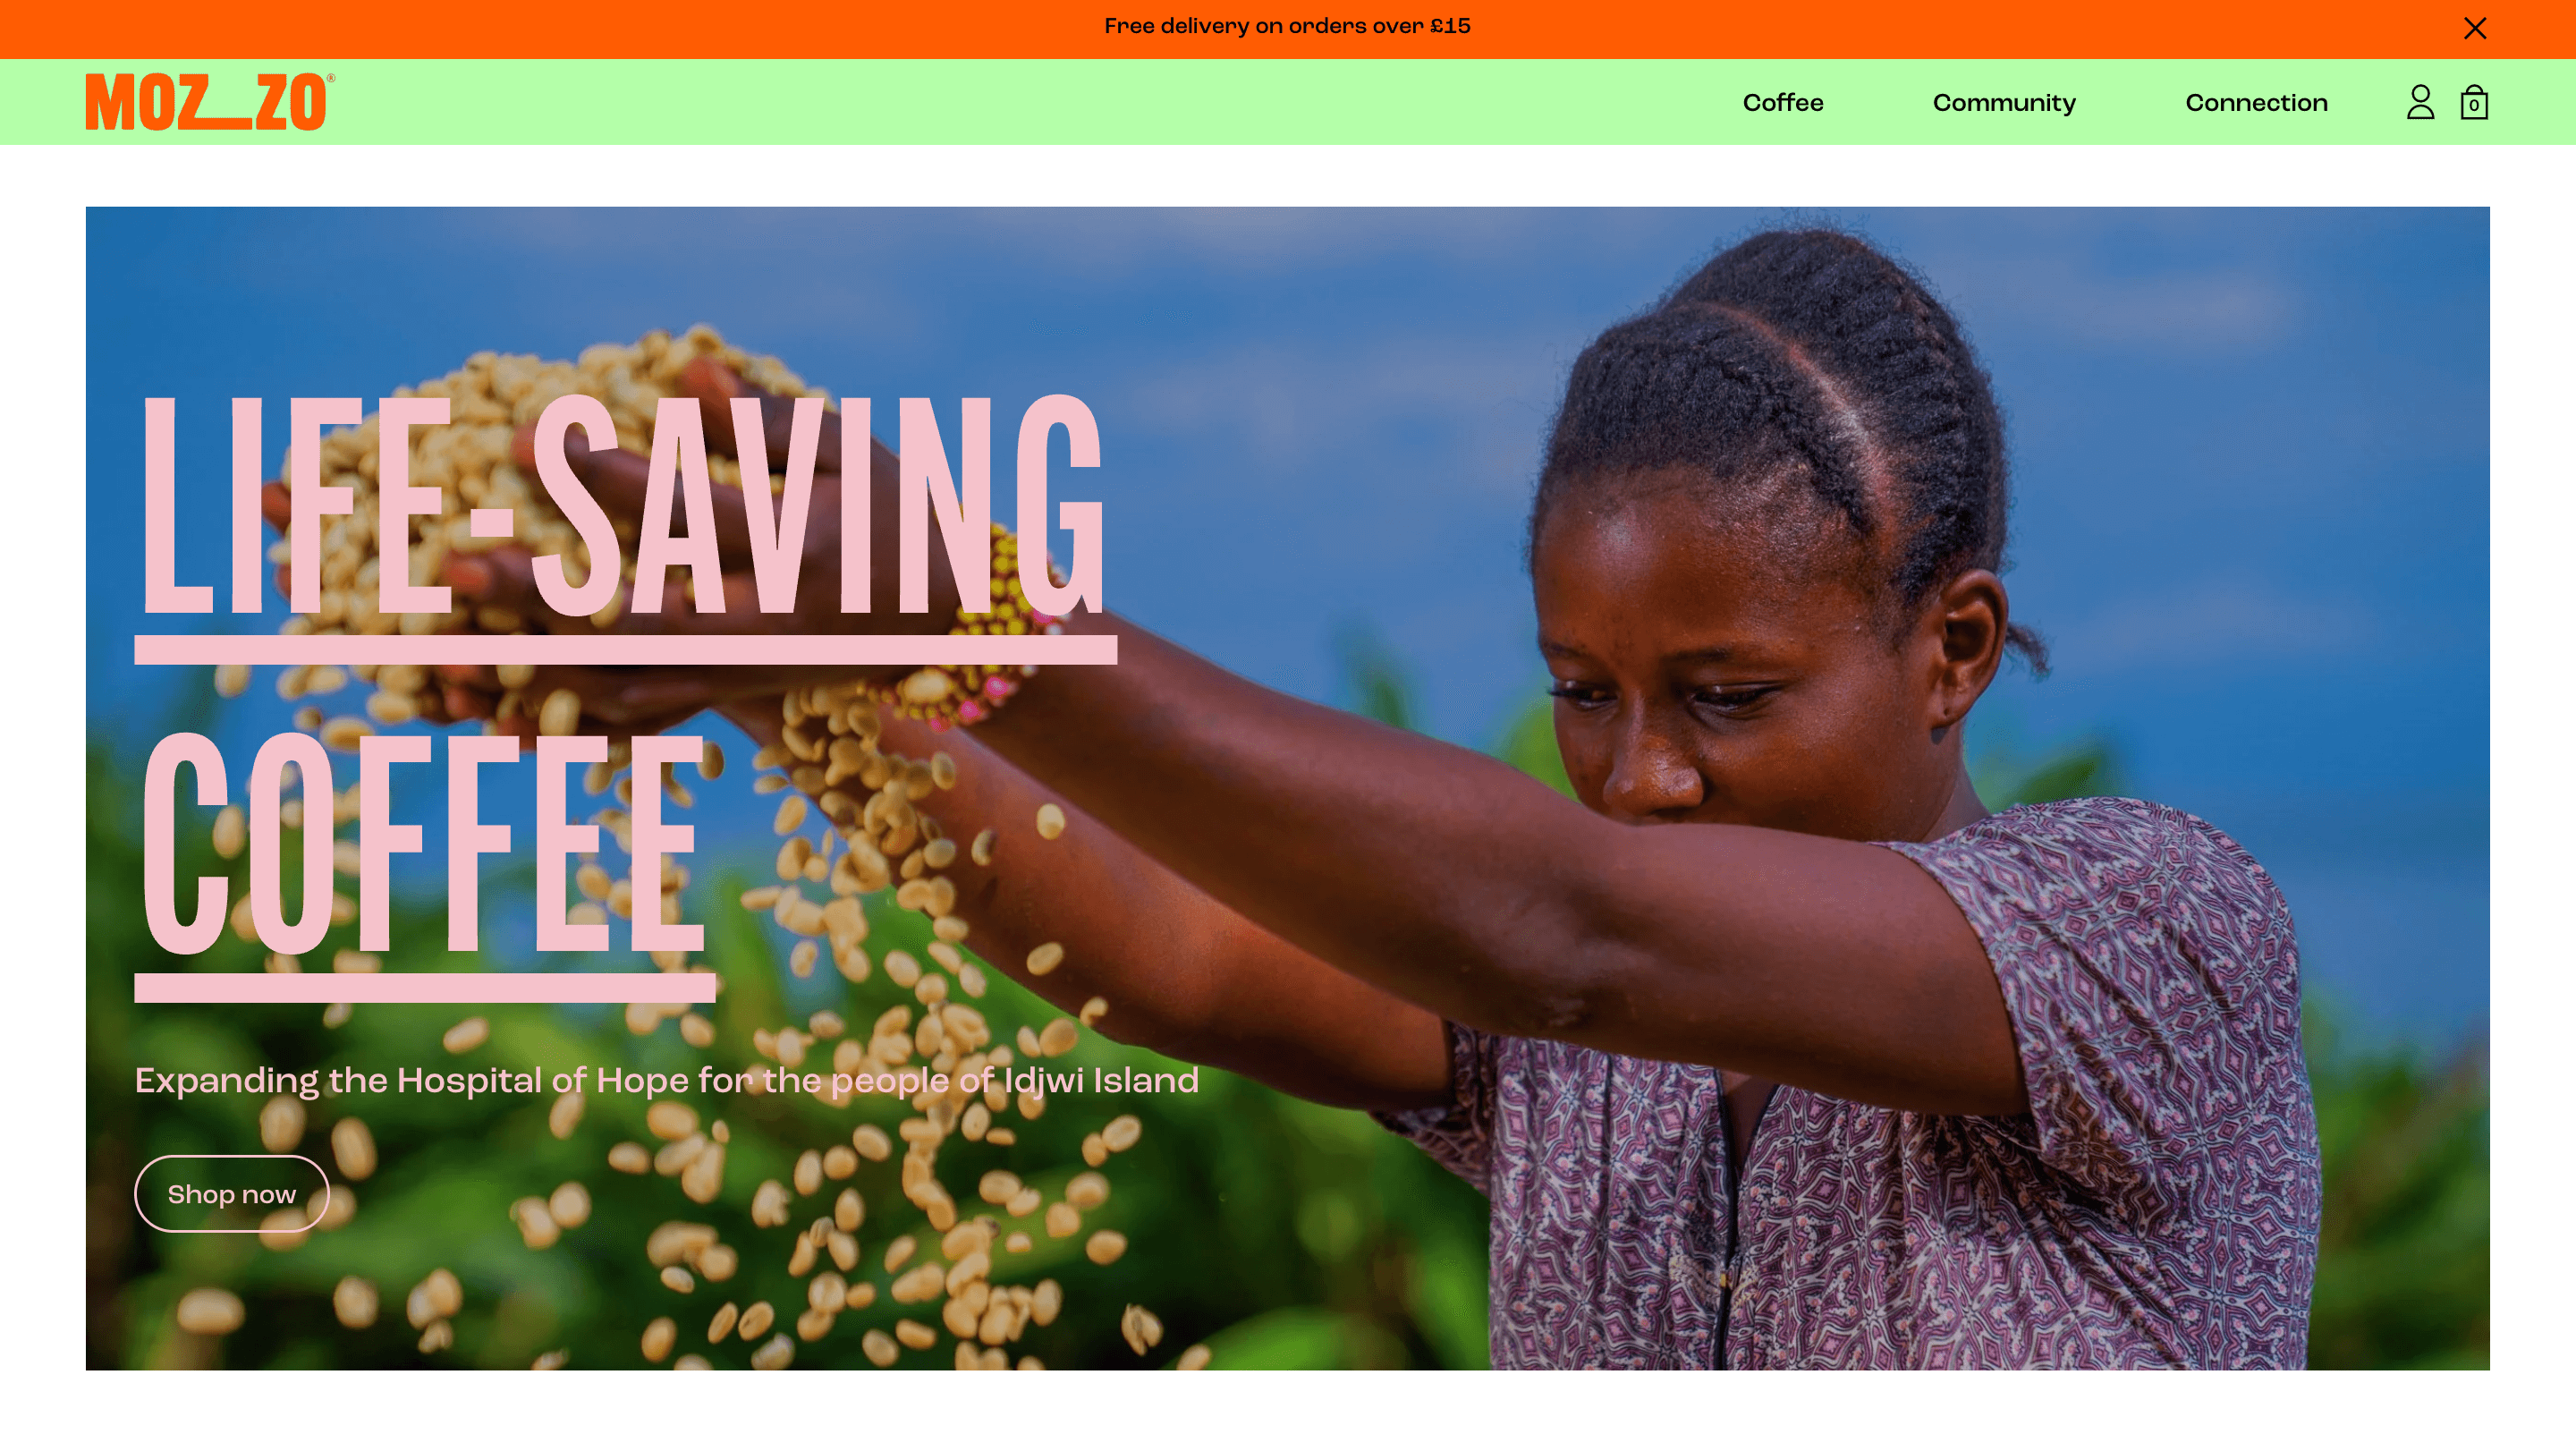 Free delivery on orders over £15
MOZ_ZO®
Coffee
Community
Connection
0
LIFE-SAVING
COFFEE
Expanding the Hospital of Hope for the people of Idjwi Island
Shop now